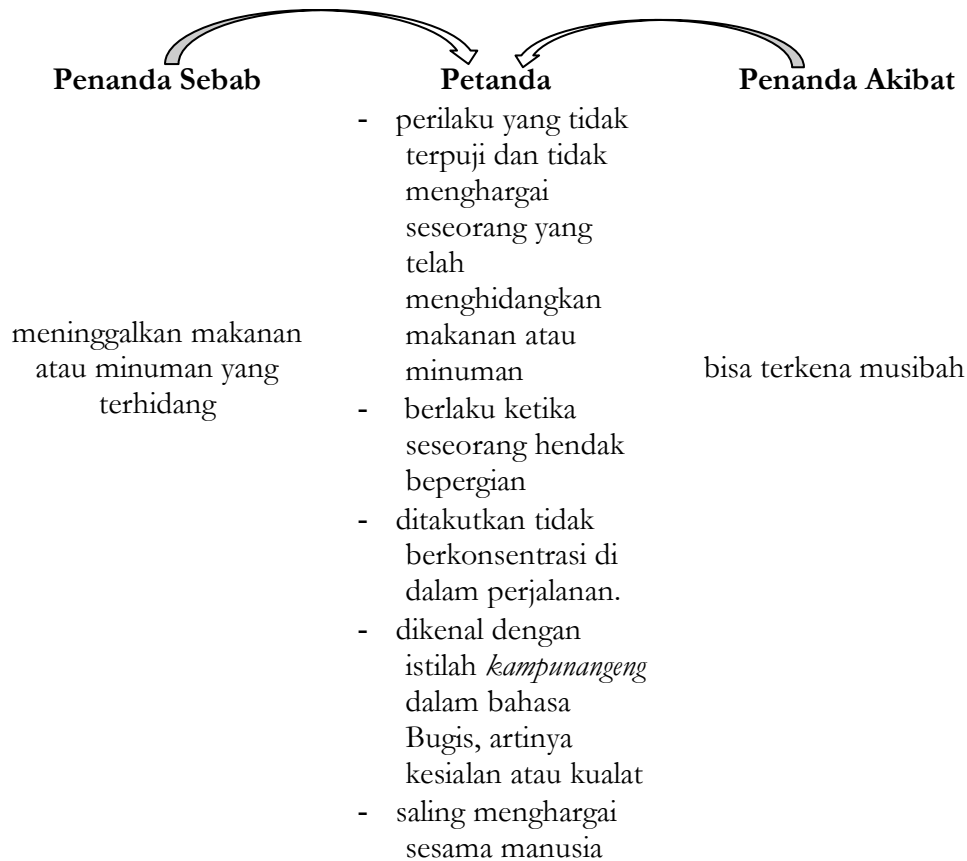 Penanda Sebab Petanda Penanda Akibat
meninggalkan makanan
atau minuman yang
terhidang
- perilaku yang tidak
terpuji dan tidak
menghargai
seseorang yang
telah
menghidangkan
makanan atau
minuman
- berlaku ketika
seseorang hendak
bepergian
- ditakutkan tidak
berkonsentrasi di
dalam perjalanan.
- dikenal dengan
istilah kampunangeng
dalam bahasa
Bugis, artinya
kesialan atau kualat
- saling menghargai
sesama manusia
bisa terkena musibah